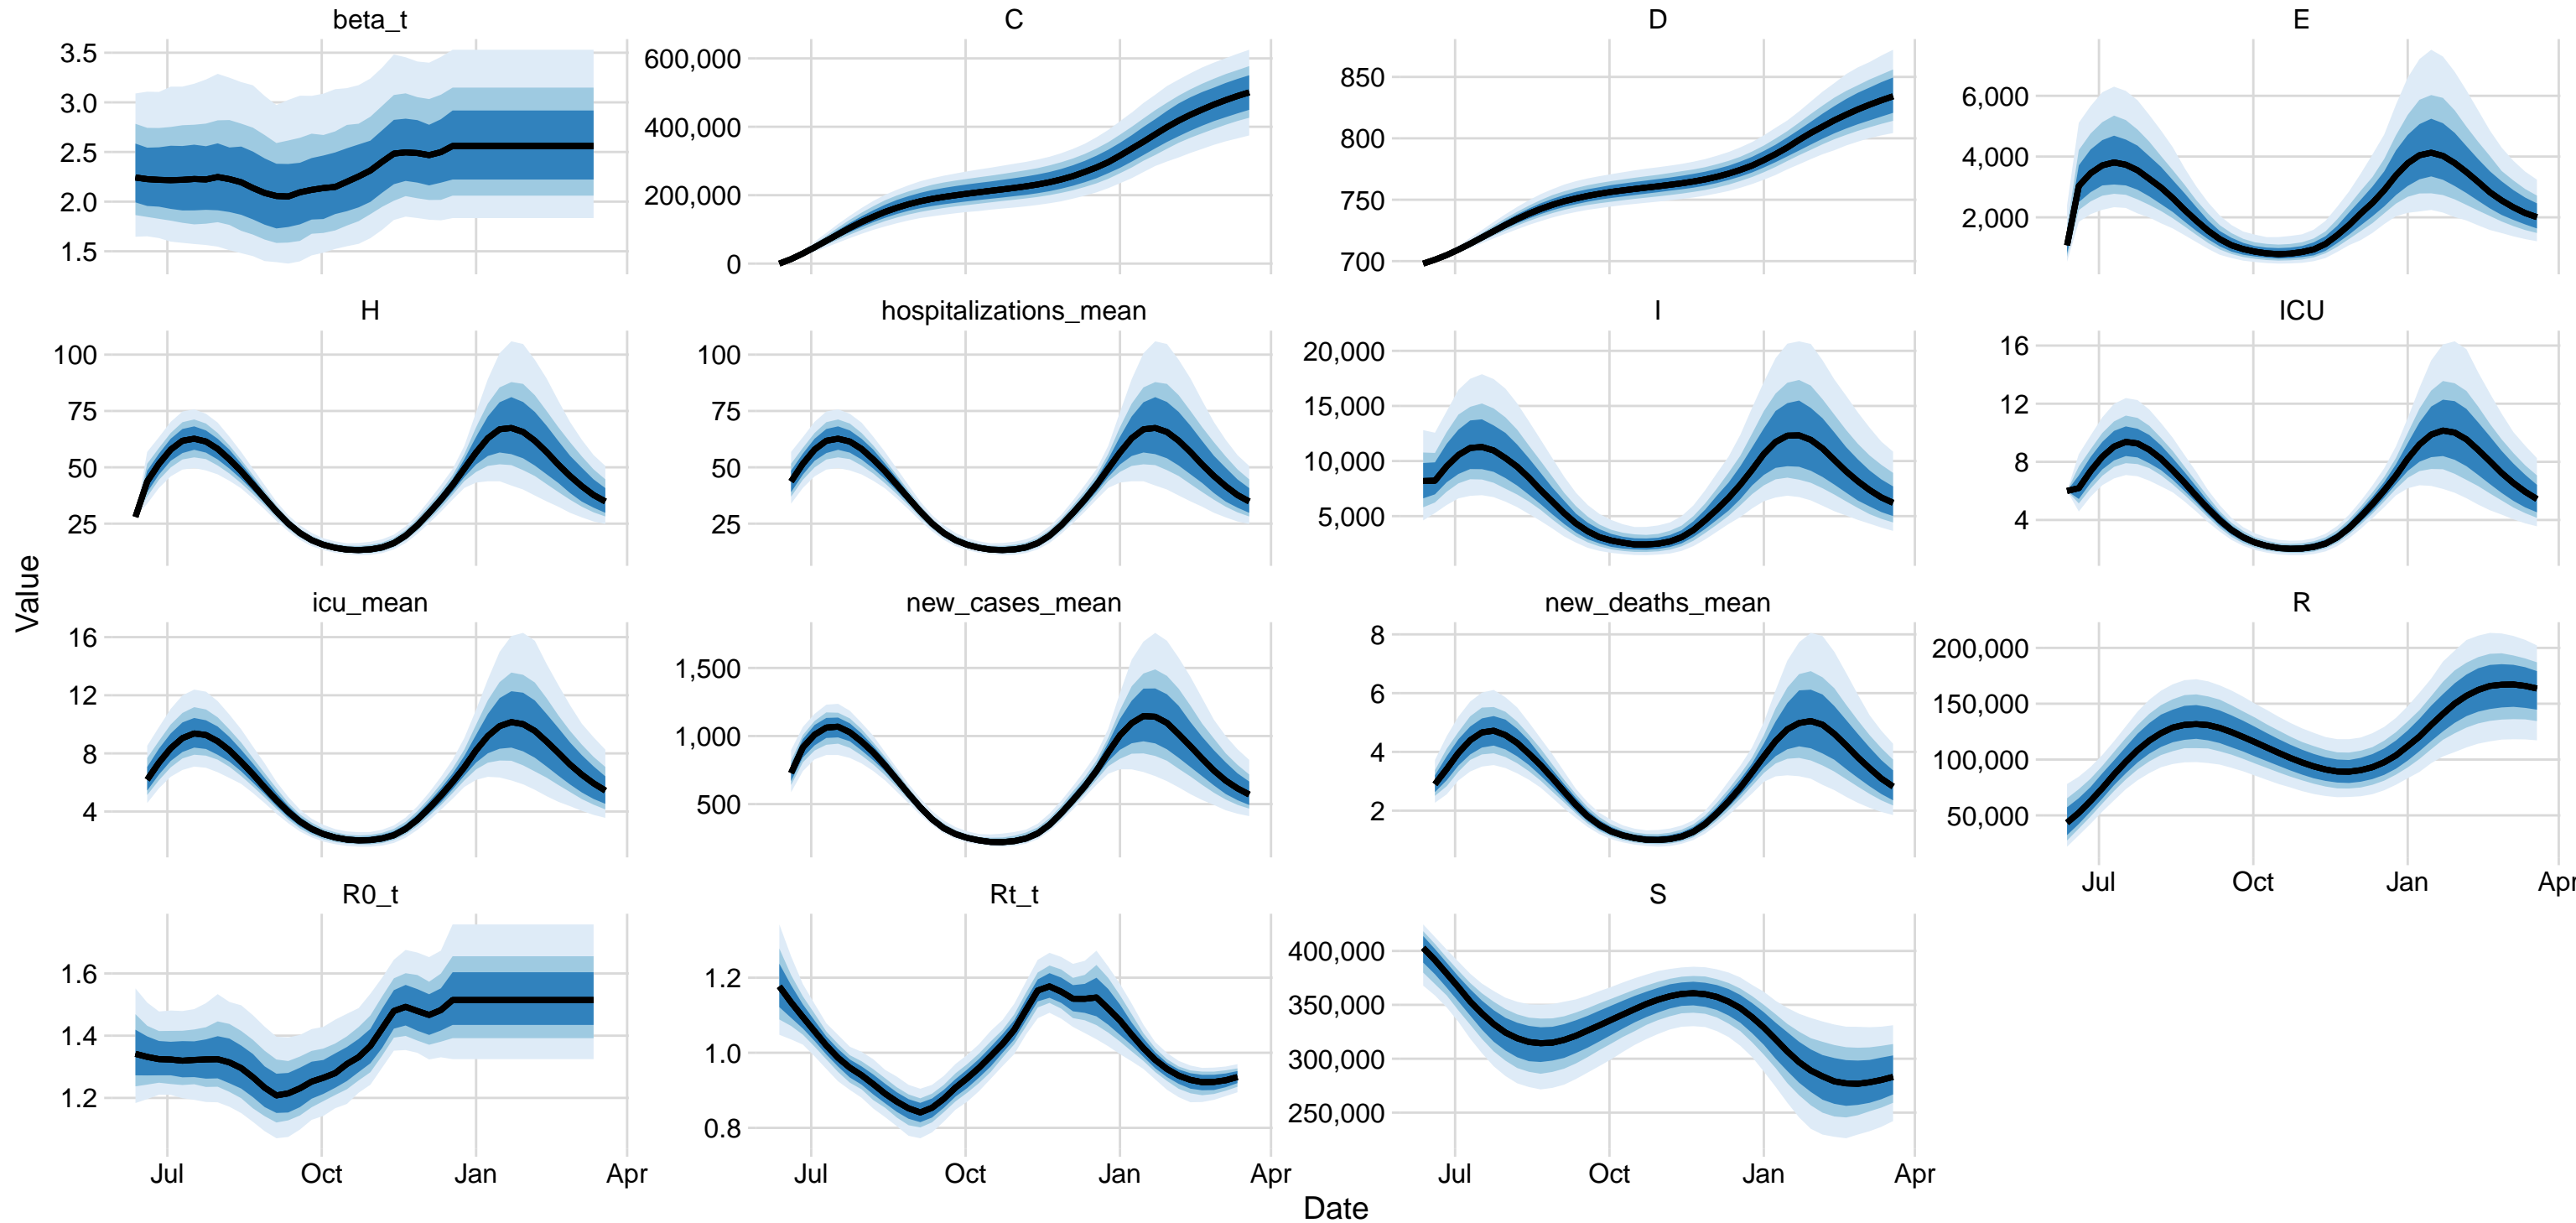 beta_t
C
D
E
3.5
3.0
2.5
2.0
1.5
600,000
400,000
200,000
0
850
800
750
700
6,000
4,000
2,000
H
hospitalizations_mean
I
ICU
100
75
50
25
100
75
50
25
20,000
15,000
10,000
5,000
16
12
8
4
Value
icu_mean
new_cases_mean
new_deaths_mean
R
16
12
8
4
1,500
1,000
500
8
6
4
2
200,000
150,000
100,000
50,000
Jul
Oct
Jan
Apr
R0_t
Rt_t
S
1.6
1.4
1.2
1.2
1.0
0.8
400,000
350,000
300,000
250,000
Jul
Oct
Jan
Apr
Jul
Oct
Jan
Apr
Jul
Oct
Jan
Apr
Date